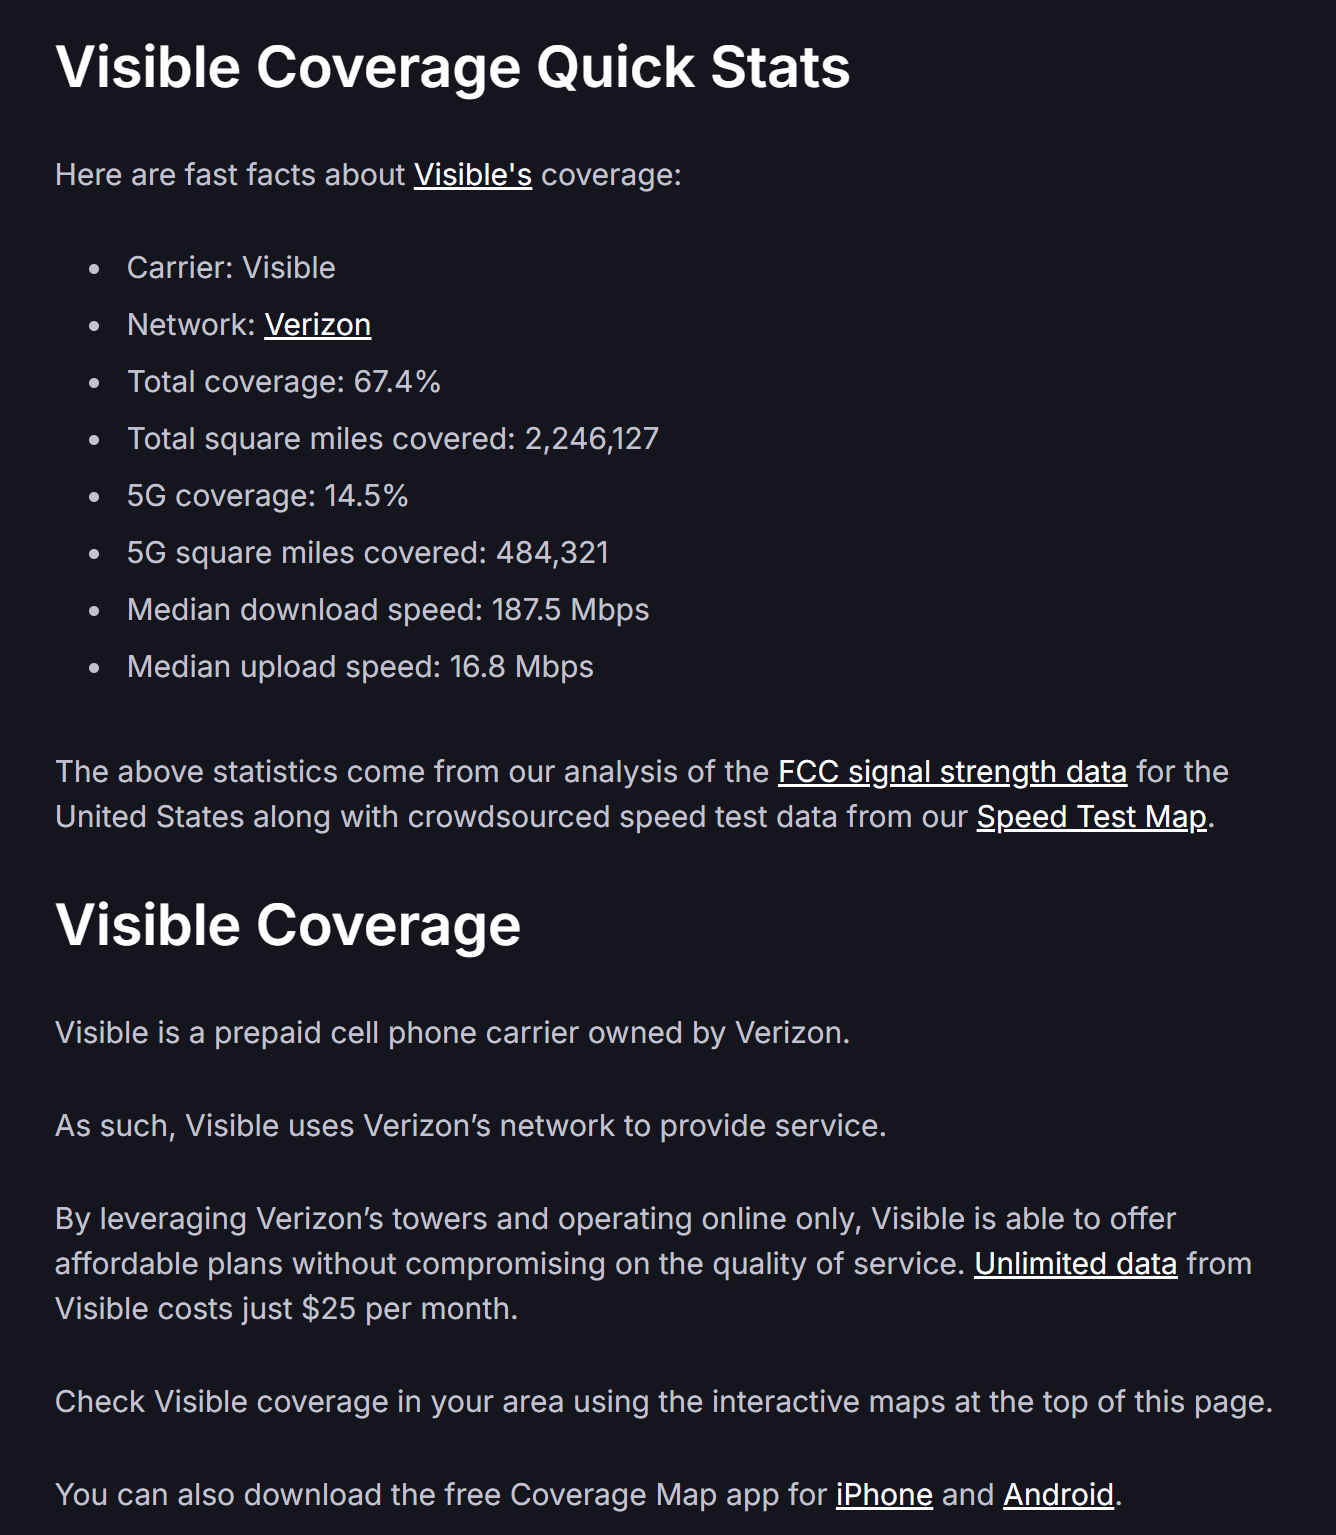 Visible Coverage Quick Stats
Here are fast facts about Visible's coverage:
• Carrier: Visible
• Network: Verizon
• Total coverage: 67.4%
• Total square miles covered: 2,246,127
• 5G coverage: 14.5%
• 5G square miles covered: 484,321
• Median download speed: 187.5 Mbps
• Median upload speed: 16.8 Mbps
The above statistics come from our analysis of the FCC signal strength data for the
United States along with crowdsourced speed test data from our Speed Test Map.
Visible Coverage
Visible is a prepaid cell phone carrier owned by Verizon.
As such, Visible uses Verizon’s network to provide service.
By leveraging Verizon’s towers and operating online only, Visible is able to offer
affordable plans without compromising on the quality of service. Unlimited data from
Visible costs just $25 per month.
Check Visible coverage in your area using the interactive maps at the top of this page.
You can also download the free Coverage Map app for iPhone and Android.